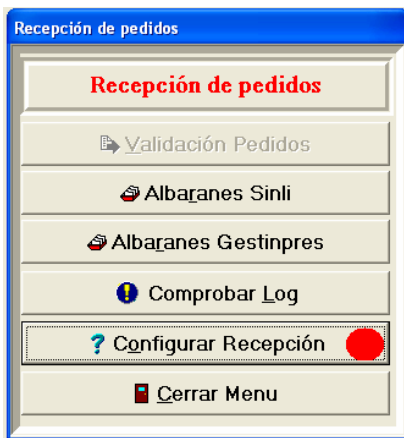 Recepción de pedidos
Recepción de pedidos
Validación Pedidos
Albaranes Sinli
Albaranes Gestinpres
Comprobar Log
? Configurar Recepción
Cerrar Menu